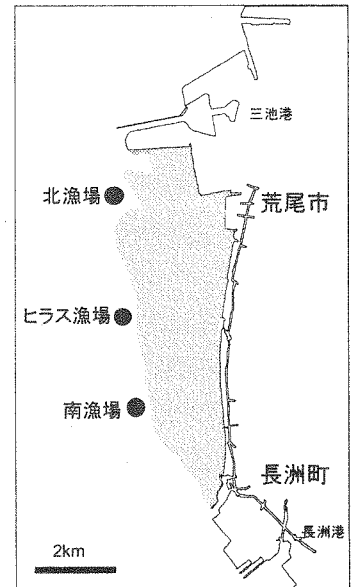 三池港
北漁場
荒尾市
ヒラス漁場
南漁場
長洲町
長洲港
2km